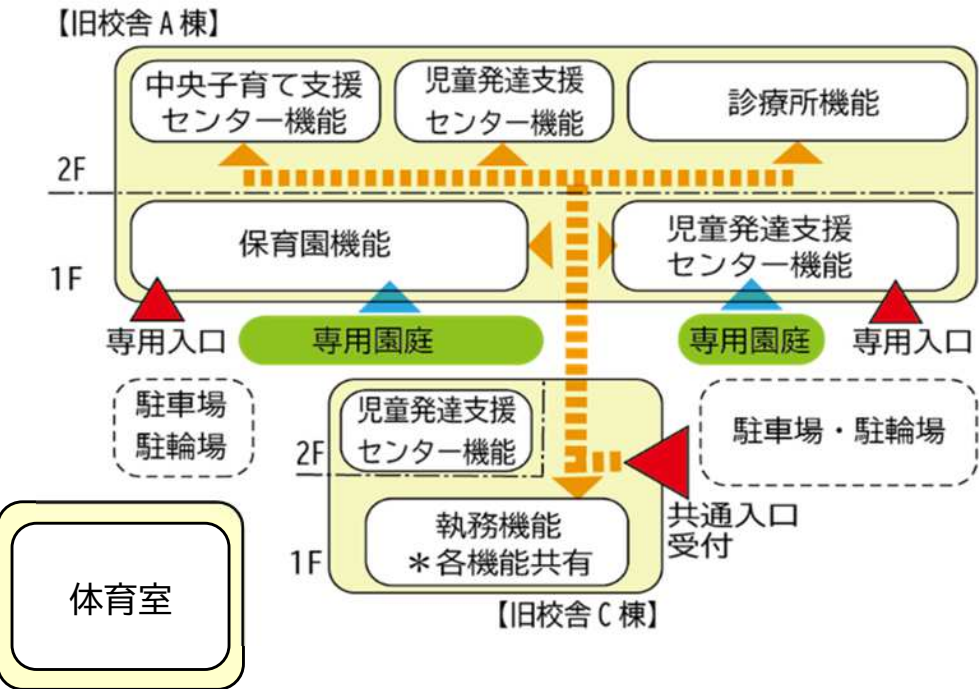 【旧校舎A棟】
中央子育て支援
センター機能
児童発達支援
センター機能
診療所機能
2F
保育園機能
児童発達支援
センター機能
1F
専用入口
専用園庭
専用園庭
専用入口
駐車場
駐輪場
児童発達支援
センター機能
2F
駐車場・駐輪場
共通入口
受付
執務機能
＊各機能共有
1F
【旧校舎C棟】
体育室